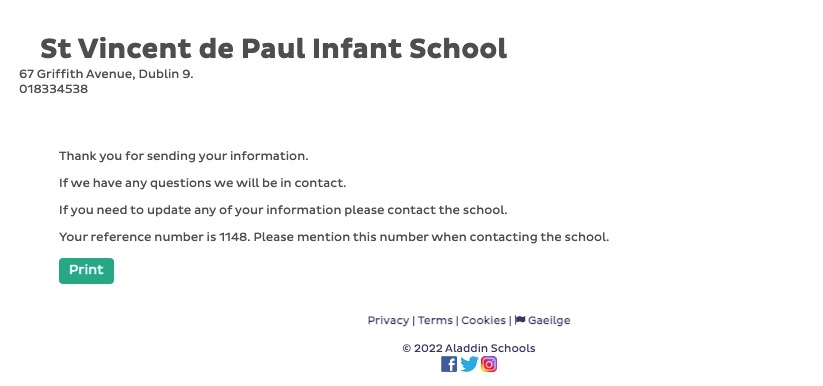 St Vincent de Paul Infant School
67 Griffith Avenue, Dublin 9.
018334538
Thank you for sending your information.
If we have any questions we will be in contact.
If you need to update any of your information please contact the school.
Your reference number is 1148. Please mention this number when contacting the school.
Print
Privacy | Terms | Cookies | Gaeilge
© 2022 Aladdin Schools